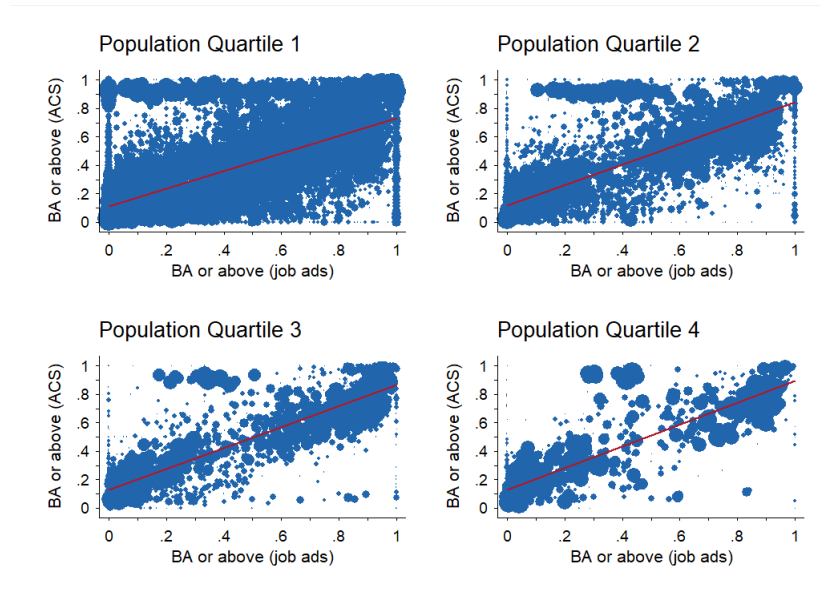 Population Quartile 1
BA or above (ACS)
1
.8
.6
.4
.2
0
0 .2 .4 .6 .8 1
BA or above (job ads)
Population Quartile 2
BA or above (ACS)
1
.8
.6
.4
.2
0
0 .2 .4 .6 .8 1
BA or above (job ads)
Population Quartile 3
BA or above (ACS)
1
.8
.6
.4
.2
0
0 .2 .4 .6 .8 1
BA or above (job ads)
Population Quartile 4
BA or above (ACS)
1
.8
.6
.4
.2
0
0 .2 .4 .6 .8 1
BA or above (job ads)